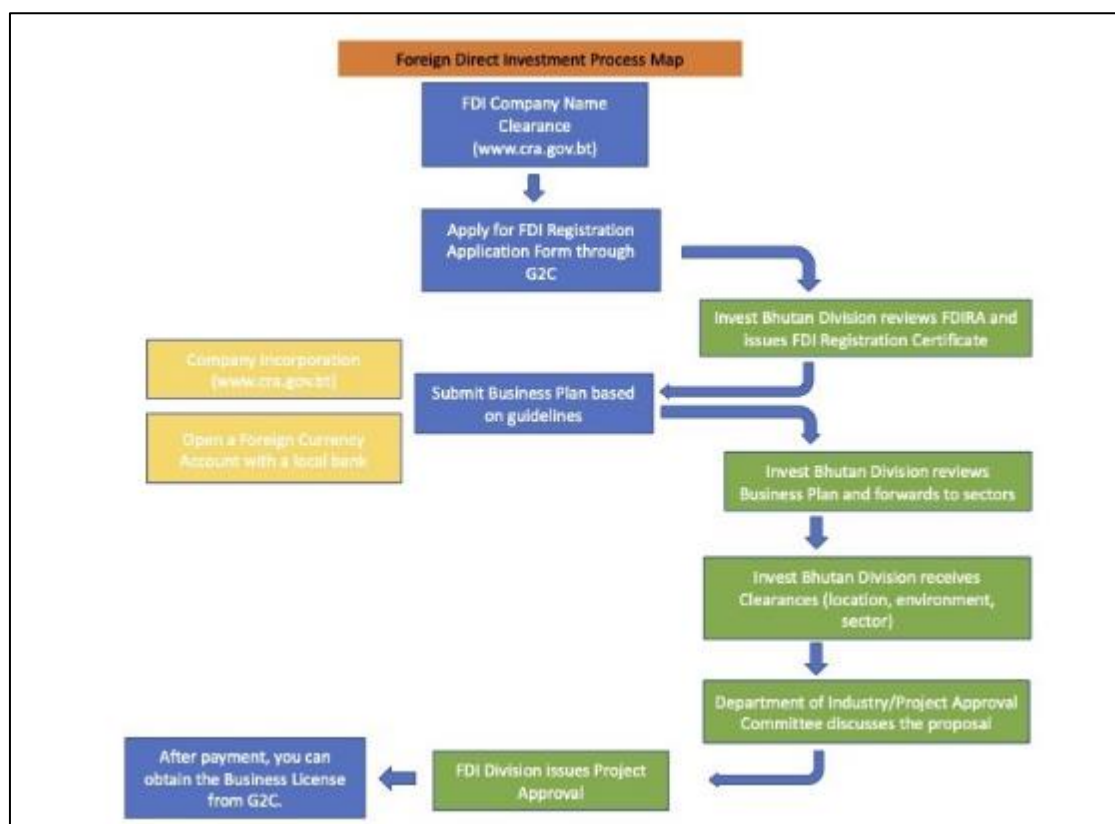 Foreign Direct Investment Process Map
FDI Company Name
Clearance
(www.cra.gov.bt)
Apply for FDI Registration
Application Form through
G2C
Invest Bhutan Division reviews FDIRA and
issues FDI Registration Certificate
Company Incorporation
(www.cra.gov.bt)
Open a Foreign Currency
Account with a local bank
Submit Business Plan based
on guidelines
Invest Bhutan Division reviews
Business Plan and forwards to sectors
Invest Bhutan Division receives
Clearances (location, environment,
sector)
Department of Industry/Project Approval
Committee discusses the proposal
FDI Division issues Project
Approval
After payment, you can
obtain the Business License
from G2C.